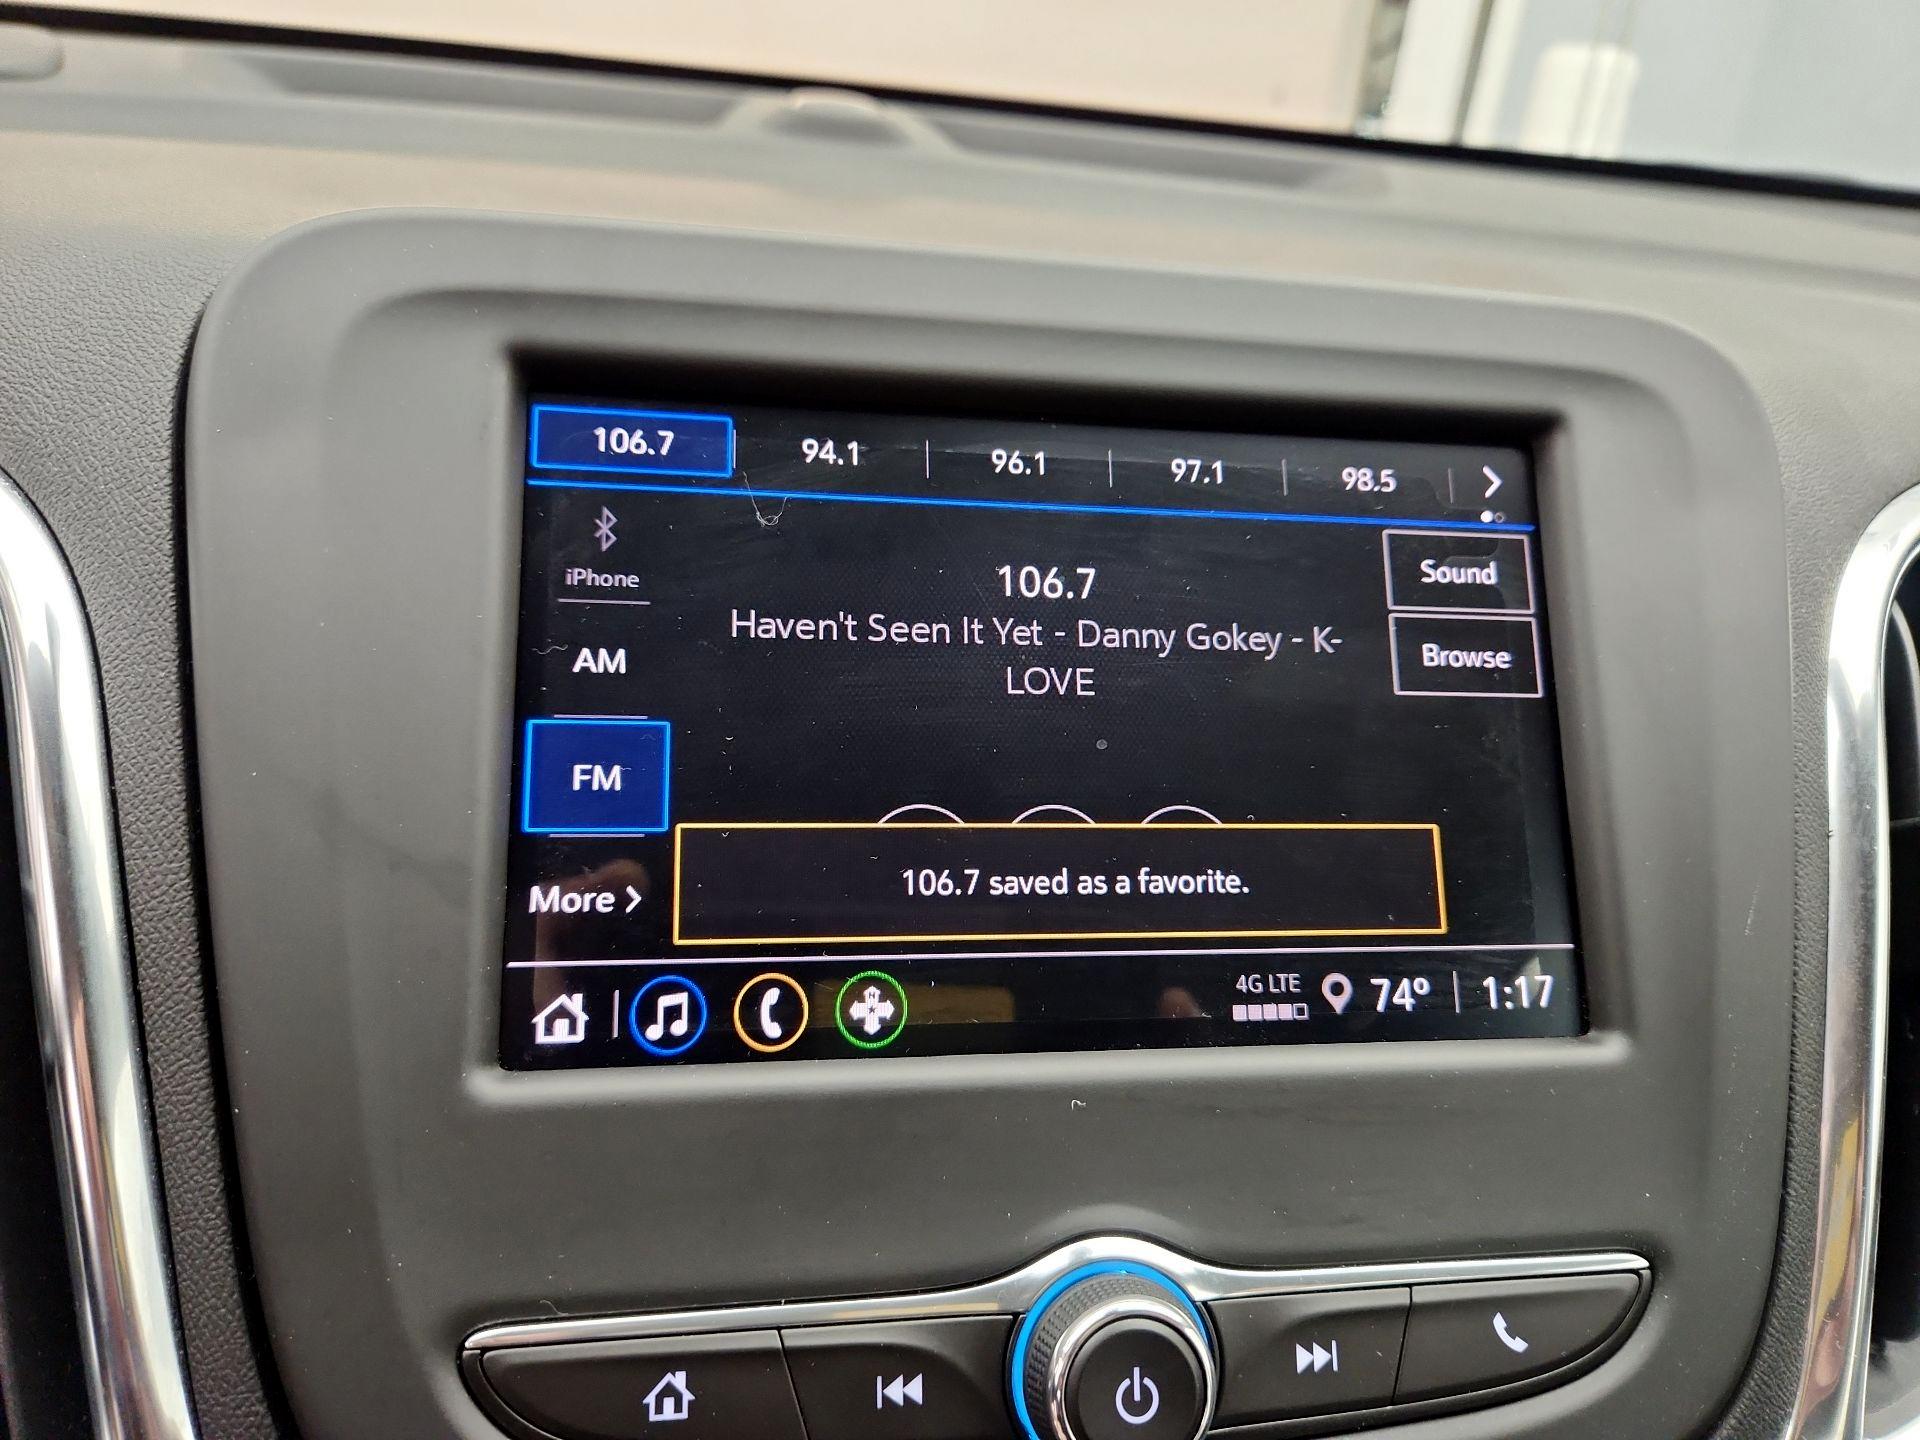 106.7 94.1 96.1 97.1 98.5
iPhone
AM
FM
More
106.7
Haven't Seen It Yet - Danny Gokey - K-
LOVE
Sound
Browse
106.7 saved as a favorite.
4G LTE 74° 1:17